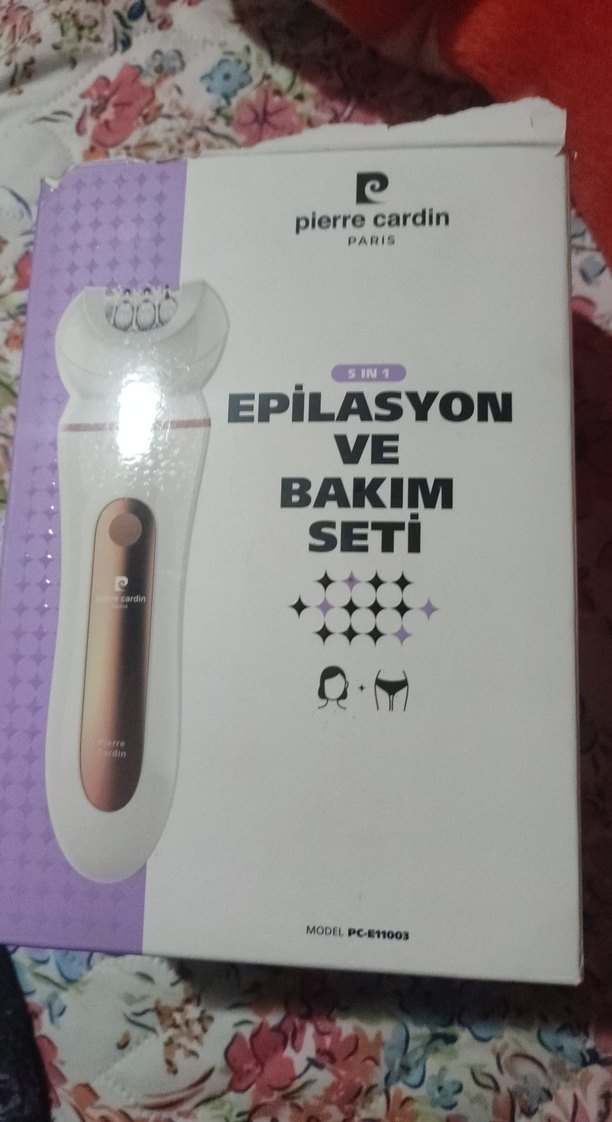 pierre cardin
PARIS
5 IN 1
EPİLASYON
VE
BAKIM
SETİ
pierre cardin
PARIS
Pierre
Cardin
MODEL PC-E11003